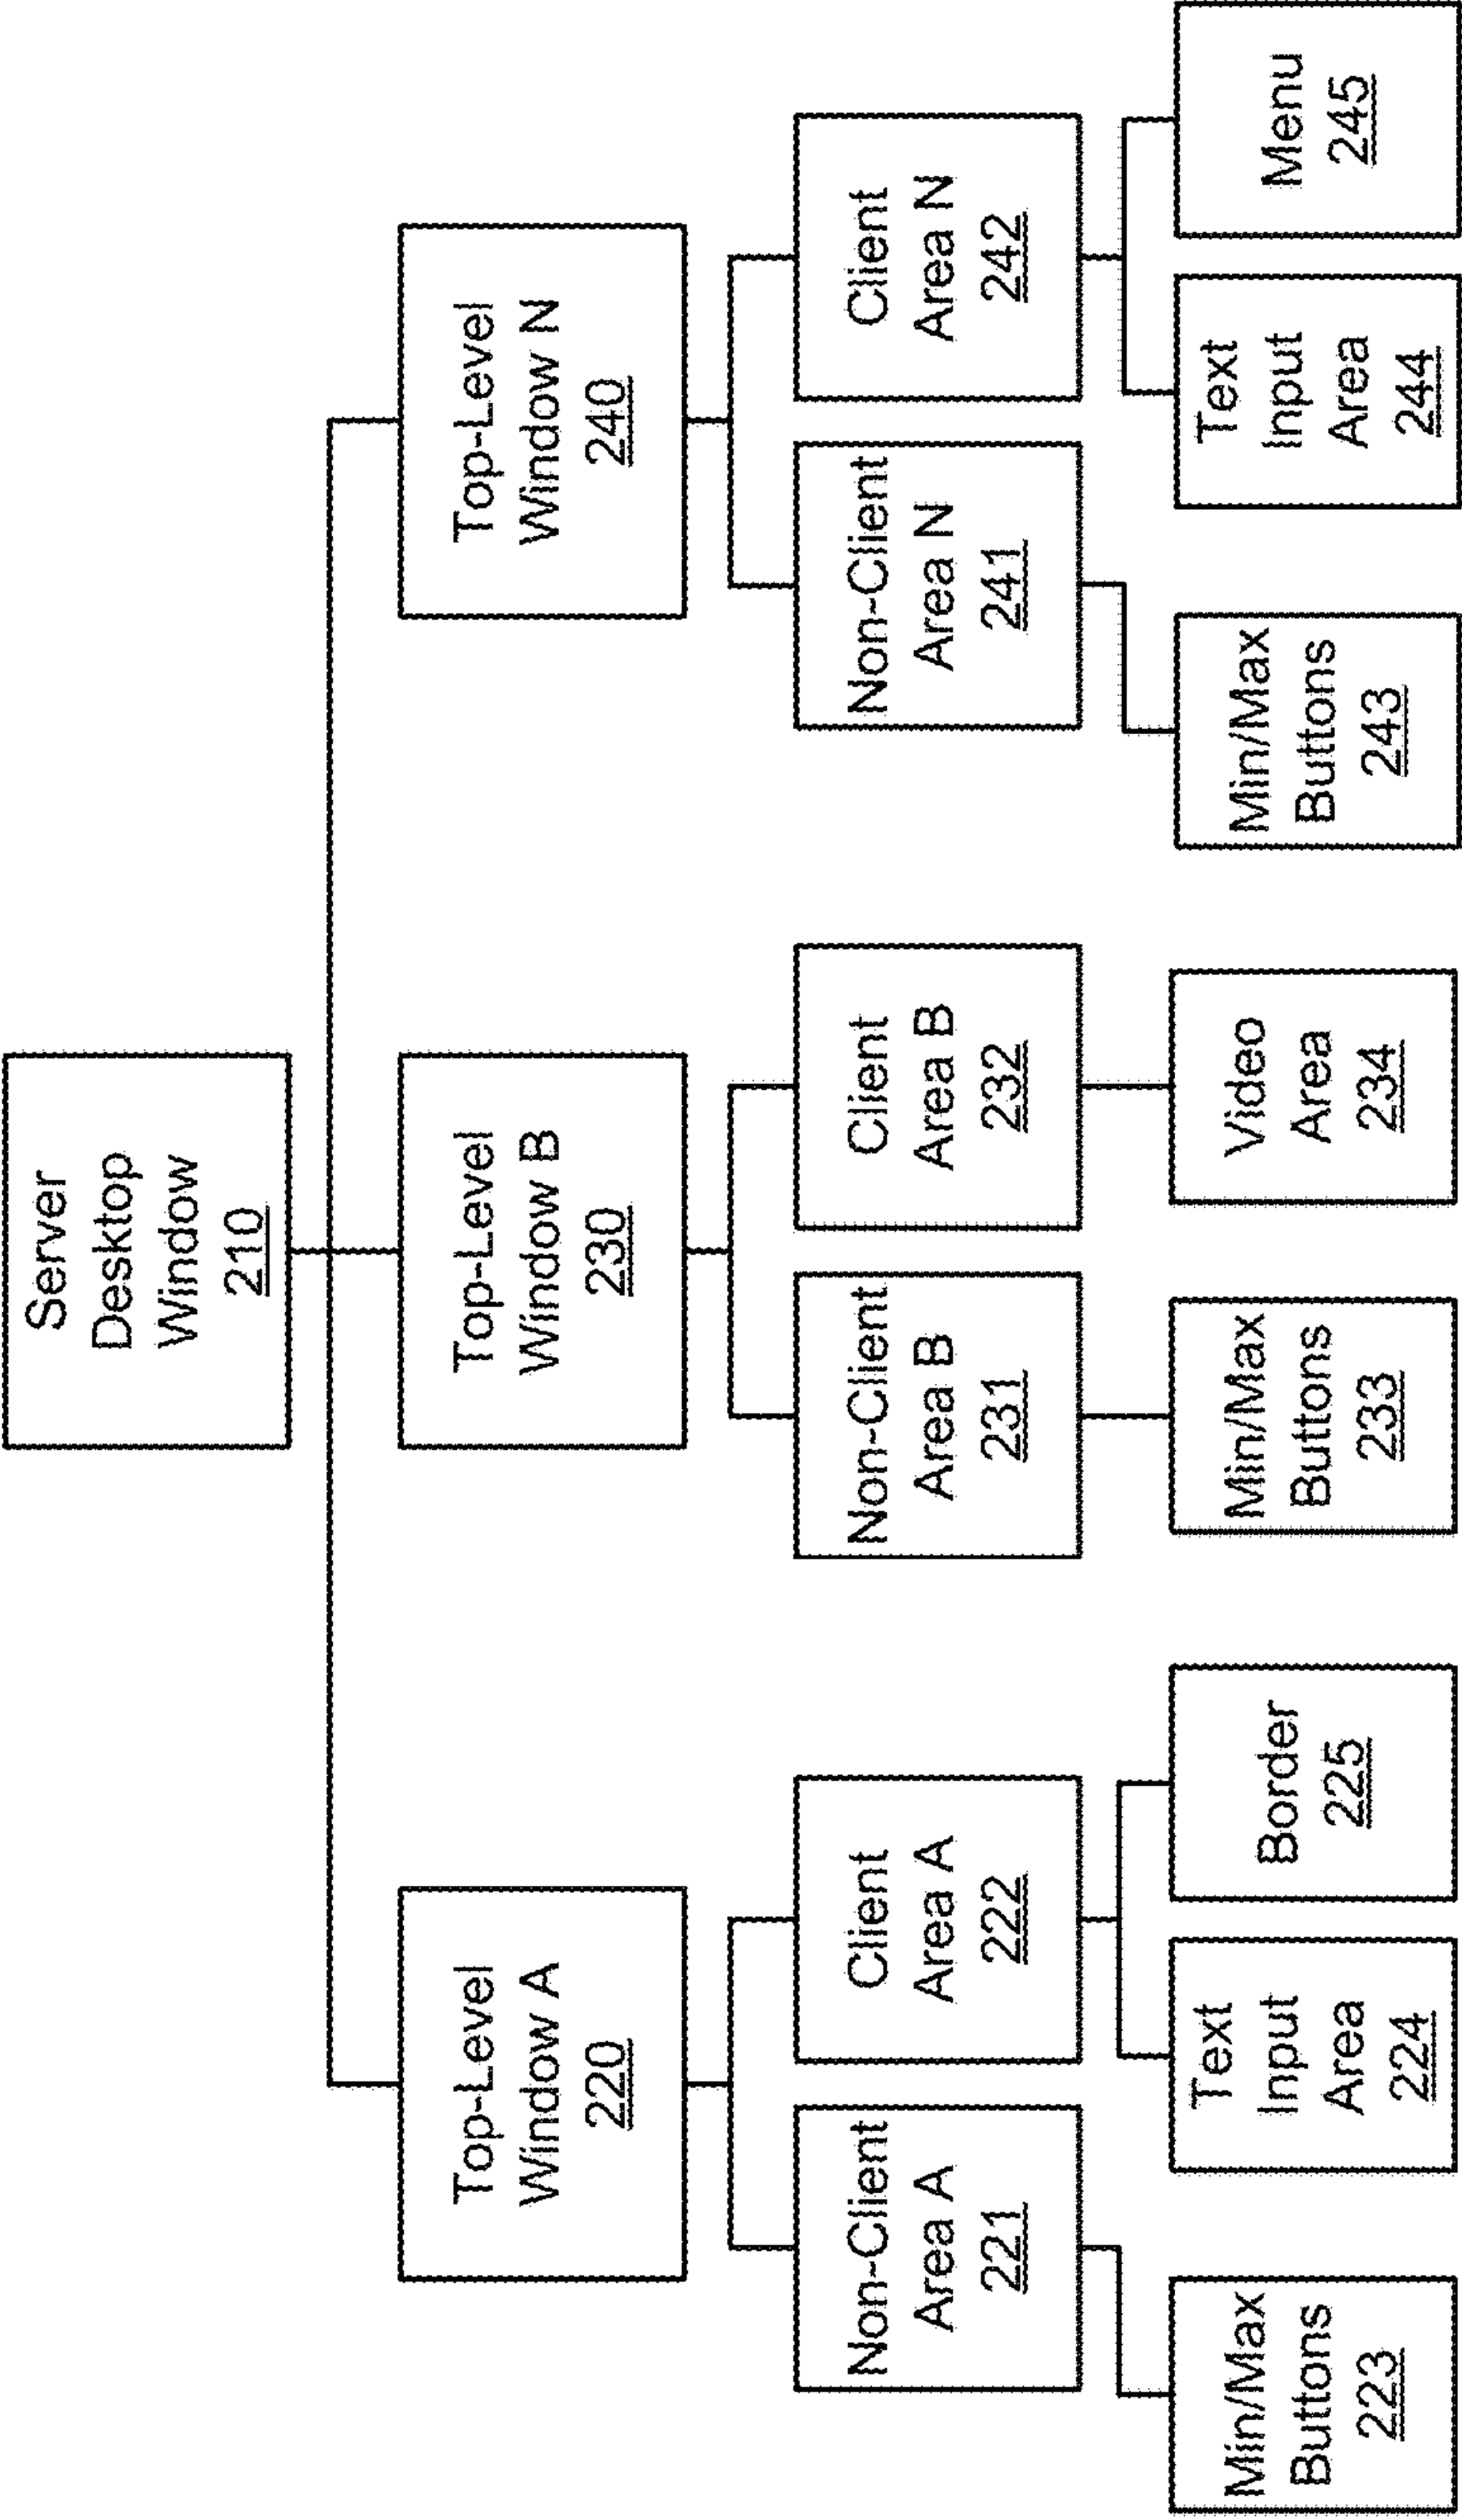 Server
Desktop
Window
210
Top-Level
Window A
220
Top-Level
Window B
230
Top-Level
Window N
240
Non-Client
Area A
221
Client
Area A
222
Non-Client
Area B
231
Client
Area B
232
Non-Client
Area N
241
Client
Area N
242
Min/Max
Buttons
223
Text
Input
Area
224
Border
225
Min/Max
Buttons
233
Video
Area
234
Min/Max
Buttons
243
Text
Input
Area
244
Menu
245